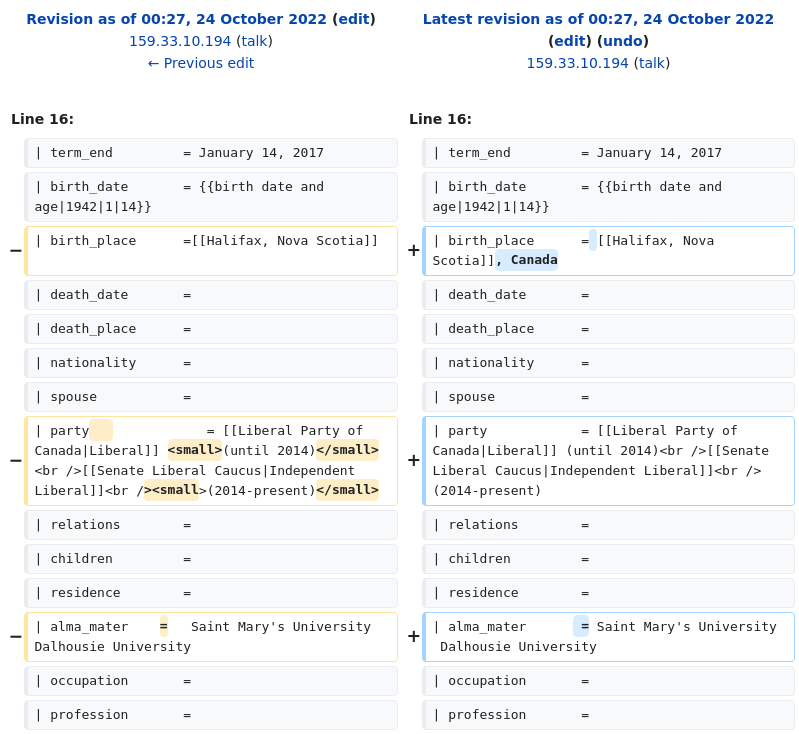 Revision as of 00:27, 24 October 2022 (edit)
159.33.10.194 (talk)
← Previous edit
Latest revision as of 00:27, 24 October 2022
(edit) (undo)
159.33.10.194 (talk)
Line 16:
Line 16:
| term_end         = January 14, 2017
| term_end         = January 14, 2017
| birth_date       = {{birth date and
age|1942|1|14}}
| birth_date       = {{birth date and
age|1942|1|14}}
− | birth_place      =[[Halifax, Nova Scotia]]
+ | birth_place      = [[Halifax, Nova
Scotia]], Canada
| death_date       =
| death_date       =
| death_place      =
| death_place      =
| nationality      =
| nationality      =
| spouse           =
| spouse           =
− | party               = [[Liberal Party of
Canada|Liberal]] <small>(until 2014)</small>
<br />[[Senate Liberal Caucus|Independent
Liberal]]<br /><small>(2014-present)</small>
+ | party            = [[Liberal Party of
Canada|Liberal]] (until 2014)<br />[[Senate
Liberal Caucus|Independent Liberal]]<br />
(2014-present)
| relations        =
| relations        =
| children         =
| children         =
| residence        =
| residence        =
− | alma_mater    =   Saint Mary's University
Dalhousie University
+ | alma_mater       = Saint Mary's University
Dalhousie University
| occupation       =
| occupation       =
| profession       =
| profession       =